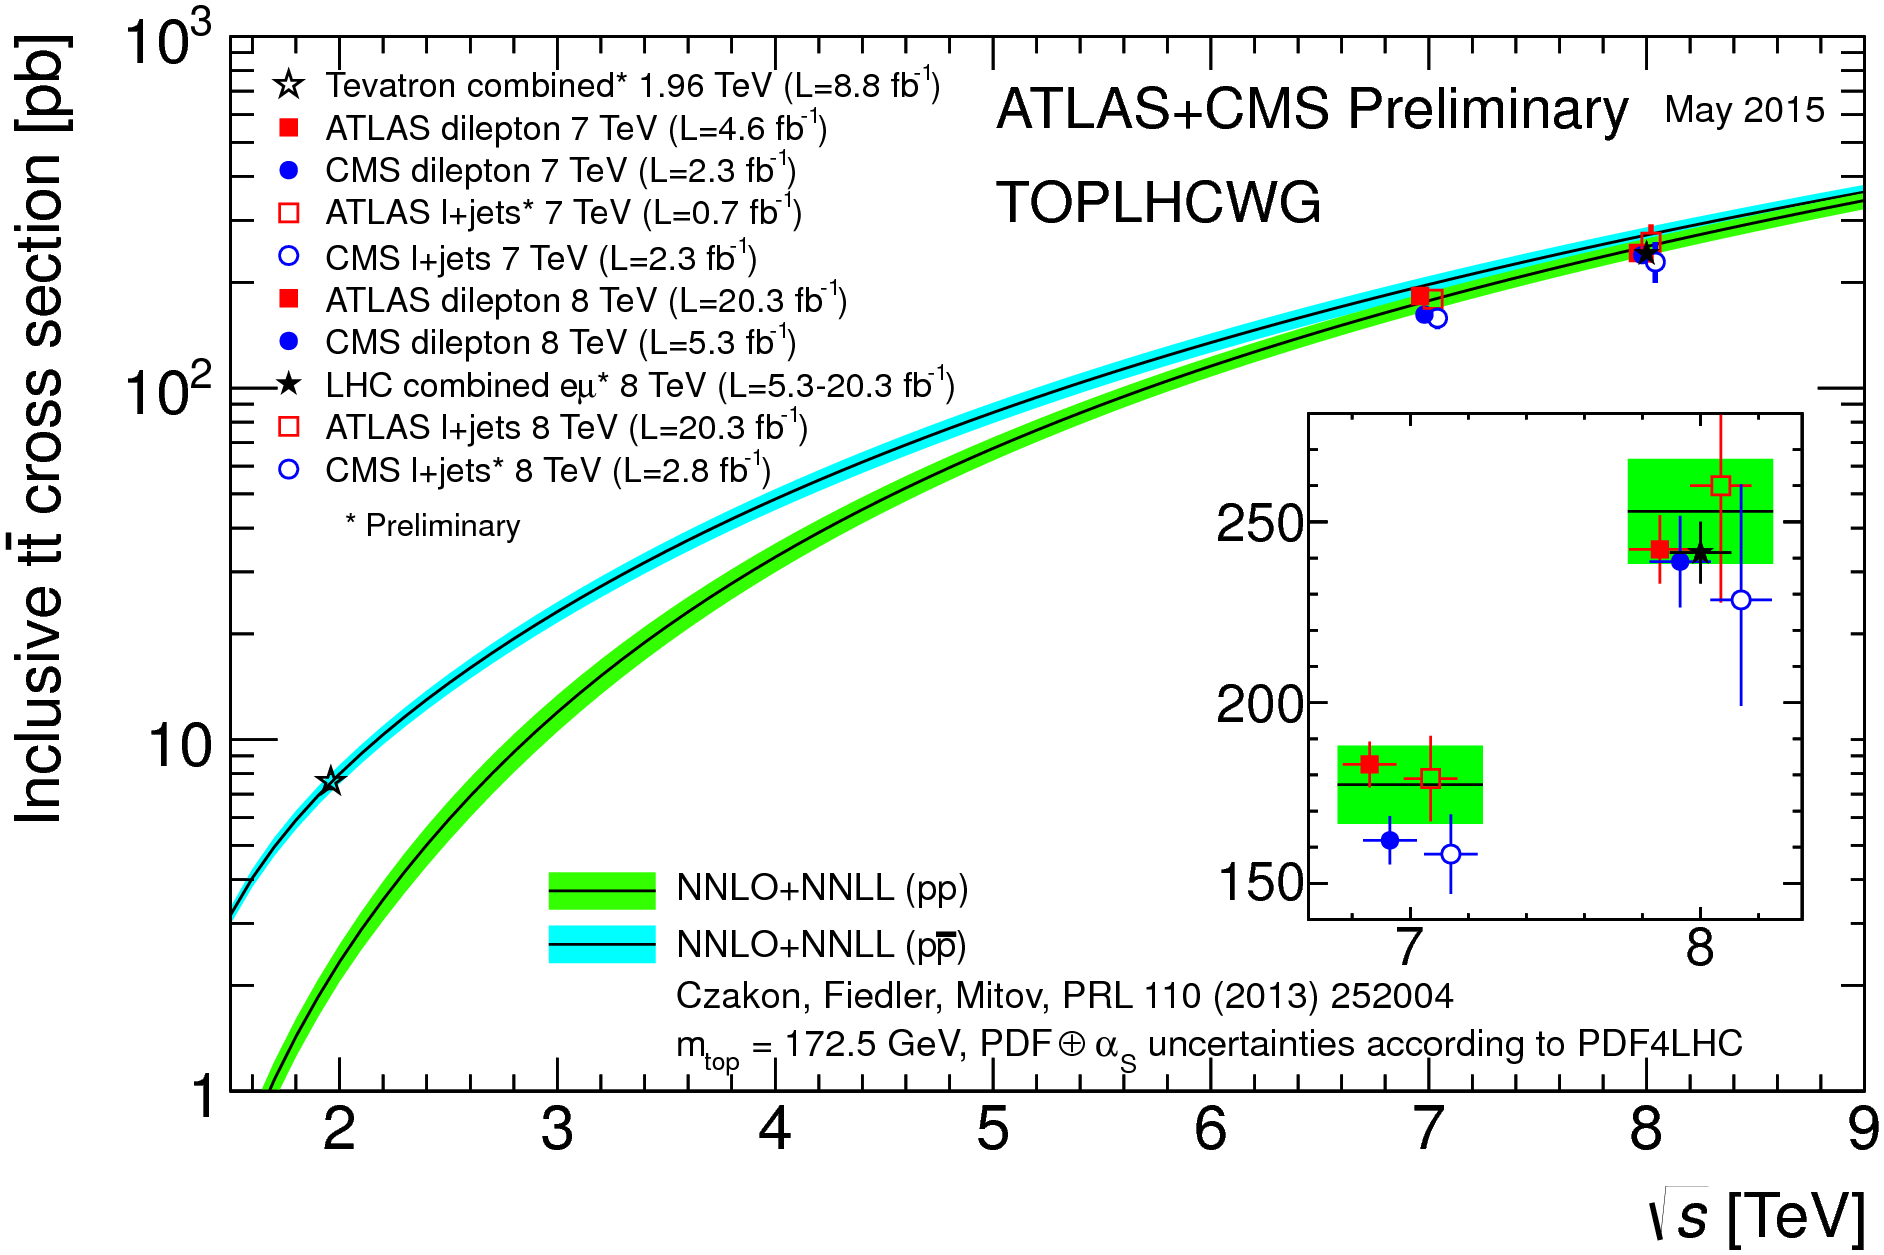 Inclusive tt̄ cross section [pb]
10³
10²
10
1
Tevatron combined* 1.96 TeV (L=8.8 fb⁻¹)
ATLAS dilepton 7 TeV (L=4.6 fb⁻¹)
CMS dilepton 7 TeV (L=2.3 fb⁻¹)
ATLAS l+jets* 7 TeV (L=0.7 fb⁻¹)
CMS l+jets 7 TeV (L=2.3 fb⁻¹)
ATLAS dilepton 8 TeV (L=20.3 fb⁻¹)
CMS dilepton 8 TeV (L=5.3 fb⁻¹)
LHC combined eμ* 8 TeV (L=5.3-20.3 fb⁻¹)
ATLAS l+jets 8 TeV (L=20.3 fb⁻¹)
CMS l+jets* 8 TeV (L=2.8 fb⁻¹)
* Preliminary
ATLAS+CMS Preliminary May 2015
TOPLHCWG
250
200
150
7 8
NNLO+NNLL (pp)
NNLO+NNLL (pp̄)
Czakon, Fiedler, Mitov, PRL 110 (2013) 252004
m_top = 172.5 GeV, PDF ⊕ α_S uncertainties according to PDF4LHC
2 3 4 5 6 7 8 9
√s [TeV]